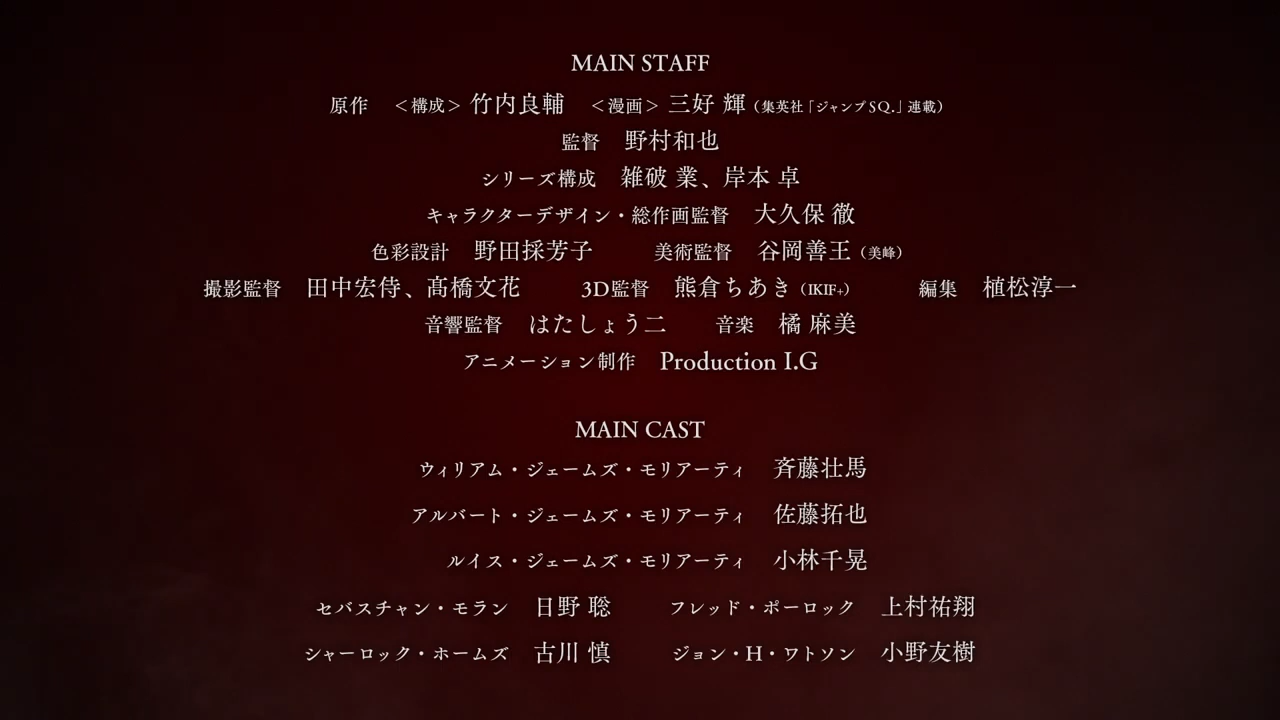 MAIN STAFF
原作 <構成> 竹内良輔 <漫画> 三好 輝(集英社「ジャンプSQ.」連載)
監督 野村和也
シリーズ構成 雑破 業、岸本 卓
キャラクターデザイン・総作画監督 大久保 徹
色彩設計 野田採芳子 美術監督 谷岡善王(美峰)
撮影監督 田中宏侍、髙橋文花 3D監督 熊倉ちあき(IKIF+) 編集 植松淳一
音響監督 はたしょう二 音楽 橘 麻美
アニメーション制作 Production I.G
MAIN CAST
ウィリアム・ジェームズ・モリアーティ 斉藤壮馬
アルバート・ジェームズ・モリアーティ 佐藤拓也
ルイス・ジェームズ・モリアーティ 小林千晃
セバスチャン・モラン 日野 聡 フレッド・ポーロック 上村祐翔
シャーロック・ホームズ 古川 慎 ジョン・H・ワトソン 小野友樹